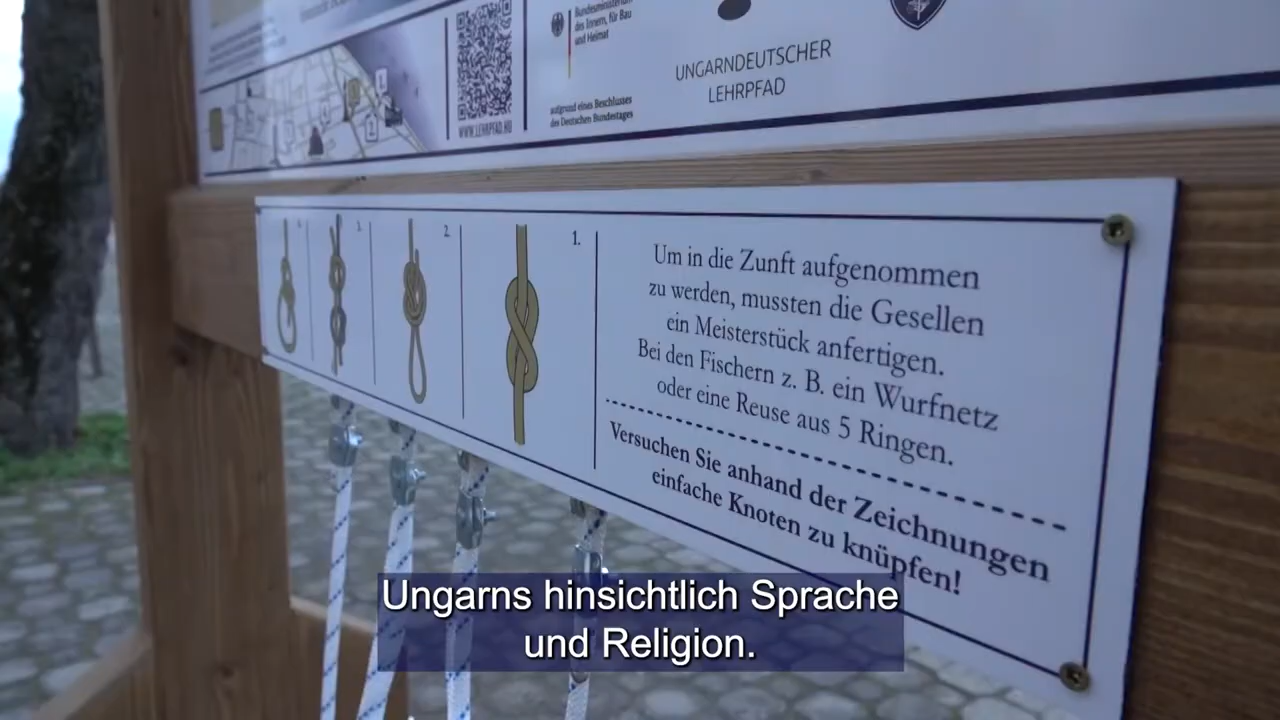 WWW.LEHRPFAD.HU
Bundesministerium
des Innern, für Bau
und Heimat
aufgrund eines Beschlusses
des Deutschen Bundestages
UNGARNDEUTSCHER
LEHRPFAD
3.
2.
1.
Um in die Zunft aufgenommen
zu werden, mussten die Gesellen
ein Meisterstück anfertigen.
Bei den Fischern z. B. ein Wurfnetz
oder eine Reuse aus 5 Ringen.
Versuchen Sie anhand der Zeichnungen
einfache Knoten zu knüpfen!
Ungarns hinsichtlich Sprache
und Religion.